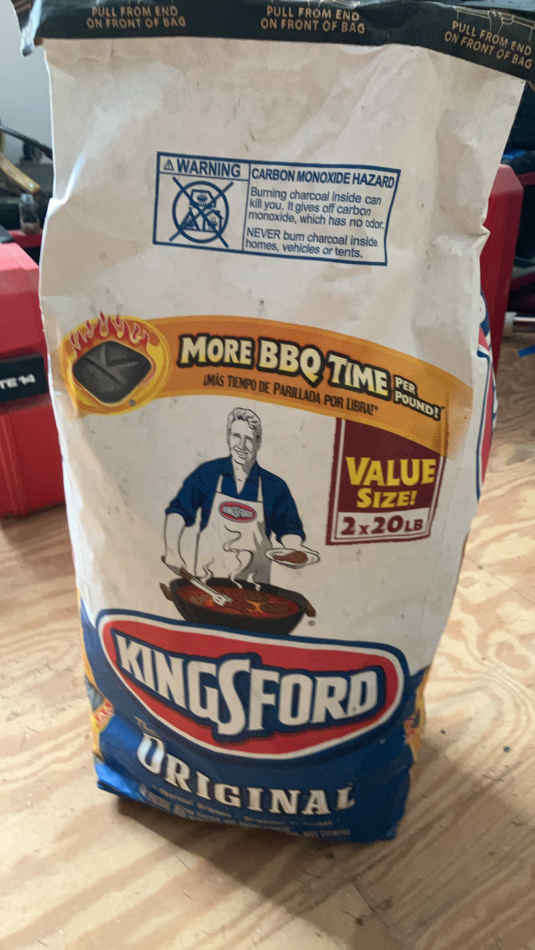 PULL FROM END
ON FRONT OF BAG
PULL FROM END
ON FRONT OF BAG
PULL FROM END
ON FRONT OF BAG
WARNING
CARBON MONOXIDE HAZARD
Burning charcoal inside can
kill you. It gives off carbon
monoxide, which has no odor.
NEVER burn charcoal inside
homes, vehicles or tents.
MORE BBQ TIME PER
POUND!
¡MÁS TIEMPO DE PARILLADA POR LIBRA!*
VALUE
SIZE!
2x20LB
KINGSFORD
®
KINGSFORD
The
ORIGINAL